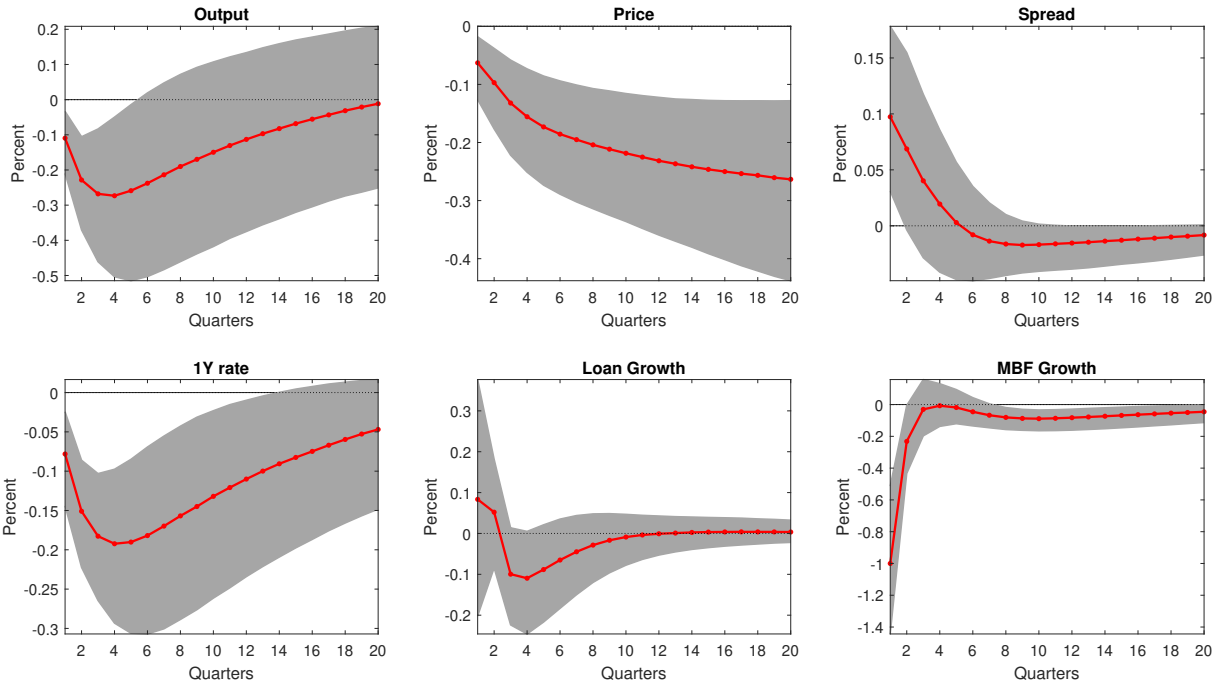 Output
Percent
0.2
0.1
0
-0.1
-0.2
-0.3
-0.4
-0.5
2 4 6 8 10 12 14 16 18 20
Quarters
Price
Percent
0
-0.1
-0.2
-0.3
-0.4
2 4 6 8 10 12 14 16 18 20
Quarters
Spread
Percent
0.15
0.1
0.05
0
2 4 6 8 10 12 14 16 18 20
Quarters
1Y rate
Percent
0
-0.05
-0.1
-0.15
-0.2
-0.25
-0.3
2 4 6 8 10 12 14 16 18 20
Quarters
Loan Growth
Percent
0.3
0.2
0.1
0
-0.1
-0.2
2 4 6 8 10 12 14 16 18 20
Quarters
MBF Growth
Percent
0
-0.2
-0.4
-0.6
-0.8
-1
-1.2
-1.4
2 4 6 8 10 12 14 16 18 20
Quarters